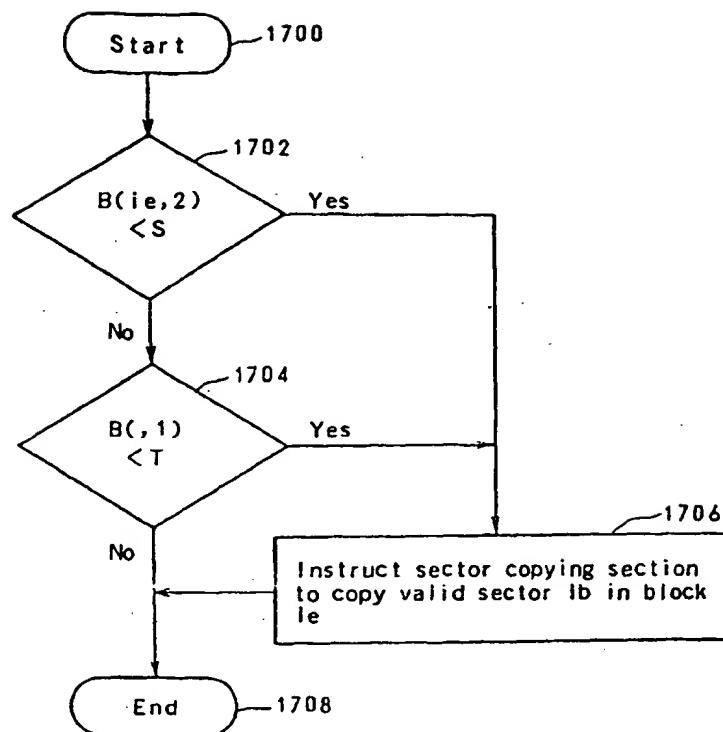 Start
1700
1702
B(ie,2)
<S
Yes
No
1704
B(,1)
<T
Yes
No
1706
Instruct sector copying section
to copy valid sector Ib in block
Ie
End
1708